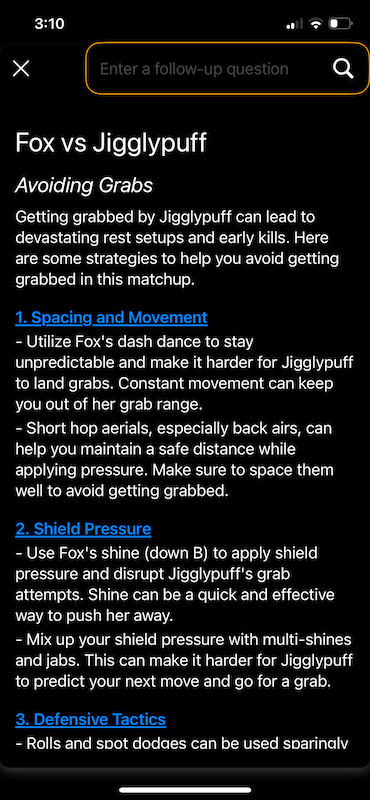 3:10
Enter a follow-up question
Fox vs Jigglypuff
Avoiding Grabs
Getting grabbed by Jigglypuff can lead to
devastating rest setups and early kills. Here
are some strategies to help you avoid getting
grabbed in this matchup.
1. Spacing and Movement
- Utilize Fox's dash dance to stay
unpredictable and make it harder for Jigglypuff
to land grabs. Constant movement can keep
you out of her grab range.
- Short hop aerials, especially back airs, can
help you maintain a safe distance while
applying pressure. Make sure to space them
well to avoid getting grabbed.
2. Shield Pressure
- Use Fox's shine (down B) to apply shield
pressure and disrupt Jigglypuff's grab
attempts. Shine can be a quick and effective
way to push her away.
- Mix up your shield pressure with multi-shines
and jabs. This can make it harder for Jigglypuff
to predict your next move and go for a grab.
3. Defensive Tactics
- Rolls and spot dodges can be used sparingly